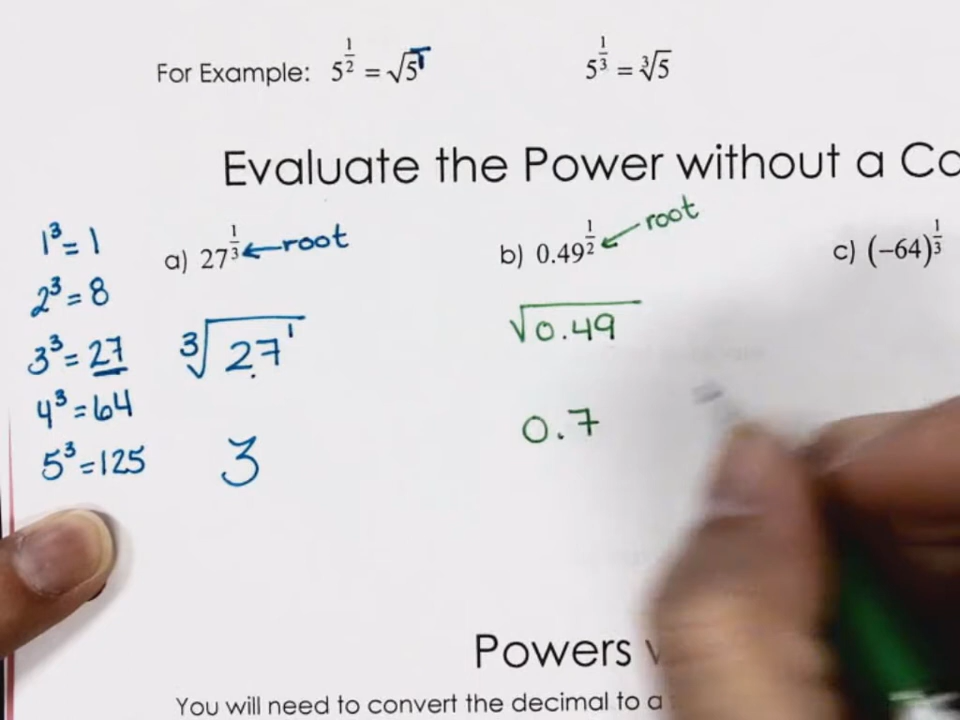 For Example: 5^{1/2} = √5^1 5^{1/3} = ∛5
Evaluate the Power without a Ca
1³ = 1
2³ = 8
3³ = 27
4³ = 64
5³ = 125
a) 27^{1/3} ← root
∛27^1
3
b) 0.49^{1/2} ← root
√0.49
0.7
c) (−64)^{1/3}
Powers
You will need to convert the decimal to a